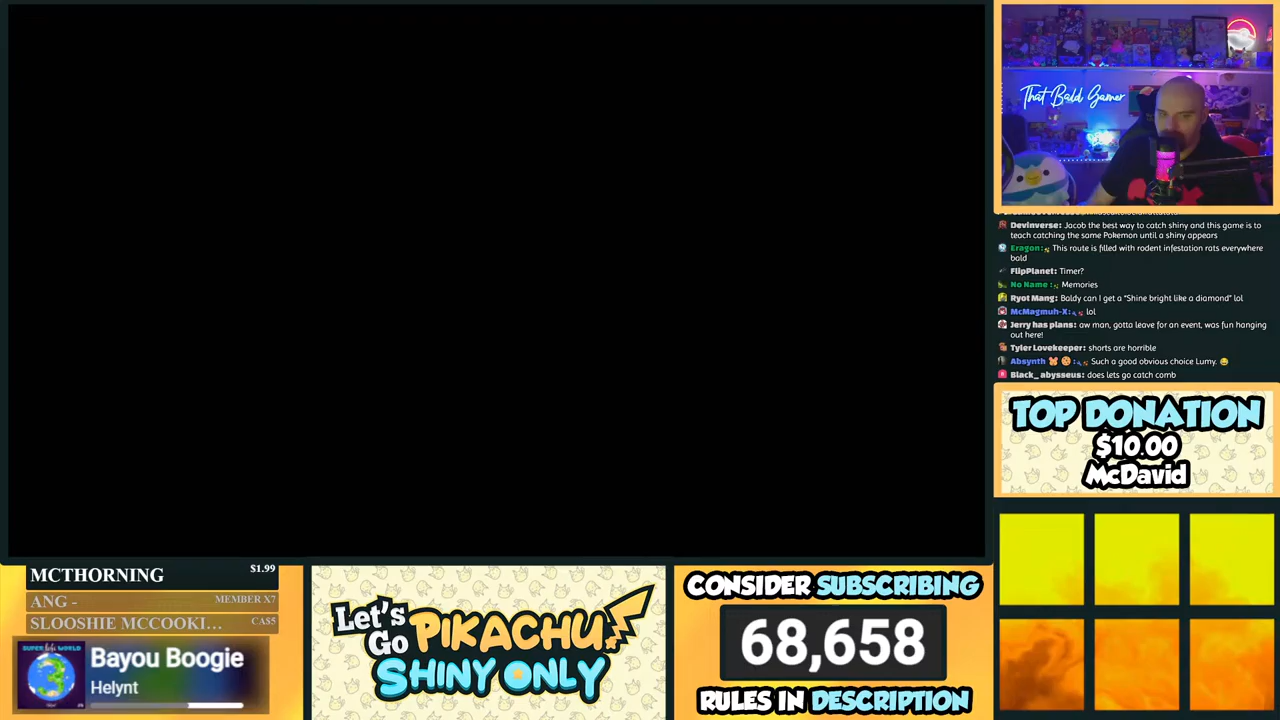 That Bald Gamer
Devinverse: Jacob the best way to catch shiny and this game is to
teach catching the same Pokemon until a shiny appears
Eragon: This route is filled with rodent infestation rats everywhere
bald
FlipPlanet: Timer?
No Name : Memories
Ryot Mang: Baldy can I get a "Shine bright like a diamond" lol
McMagmuh-X: lol
Jerry has plans: aw man, gotta leave for an event, was fun hanging
out here!
Tyler Lovekeeper: shorts are horrible
Absynth : Such a good obvious choice Lumy. 😂
Black_ abysseus: does lets go catch comb
TOP DONATION
$10.00
McDavid
MCTHORNING $1.99
ANG - MEMBER X7
SLOOSHIE MCCOOKI... CA$5
Bayou Boogie
Helynt
Let's
Go PIKACHU!
SHINY ONLY
CONSIDER SUBSCRIBING
68,658
RULES IN DESCRIPTION